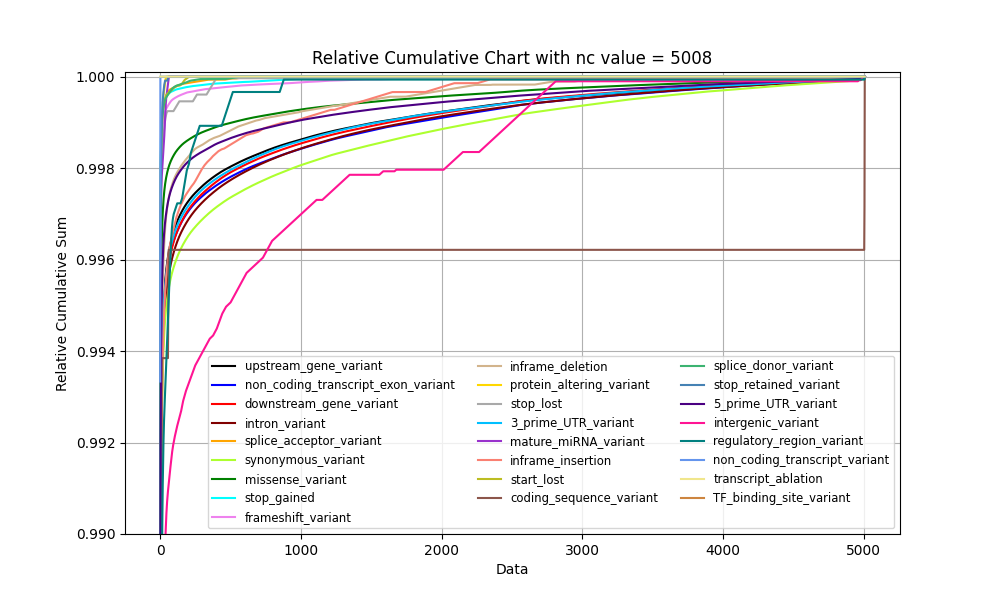 Relative Cumulative Chart with nc value = 5008
1.000
0.998
0.996
0.994
0.992
0.990
Relative Cumulative Sum
upstream_gene_variant
non_coding_transcript_exon_variant
downstream_gene_variant
intron_variant
splice_acceptor_variant
synonymous_variant
missense_variant
stop_gained
frameshift_variant
inframe_deletion
protein_altering_variant
stop_lost
3_prime_UTR_variant
mature_miRNA_variant
inframe_insertion
start_lost
coding_sequence_variant
splice_donor_variant
stop_retained_variant
5_prime_UTR_variant
intergenic_variant
regulatory_region_variant
non_coding_transcript_variant
transcript_ablation
TF_binding_site_variant
0 1000 2000 3000 4000 5000
Data